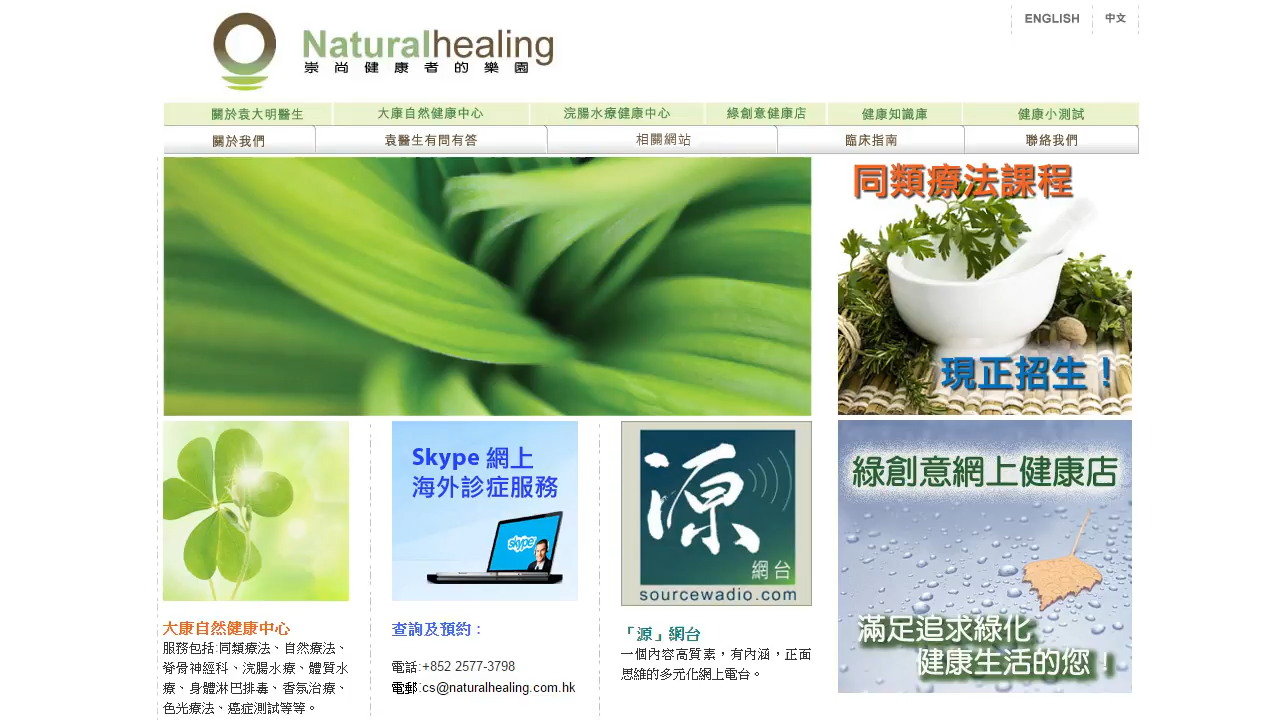 ENGLISH 中文
Naturalhealing
崇尚健康者的樂園
關於袁大明醫生 大康自然健康中心 浣腸水療健康中心 綠創意健康店 健康知識庫 健康小測試
關於我們 袁醫生有問有答 相關網站 臨床指南 聯絡我們
同類療法課程
現正招生！
Skype 網上
海外診症服務
skype
源
網台
sourcewadio.com
綠創意網上健康店
滿足追求綠化
健康生活的您！
大康自然健康中心
服務包括:同類療法、自然療法、
脊骨神經科、浣腸水療、體質水
療、身體淋巴排毒、香氛治療、
色光療法、癌症測試等等。
查詢及預約：
電話:+852 2577-3798
電郵:cs@naturalhealing.com.hk
「源」網台
一個內容高質素，有內涵，正面
思維的多元化網上電台。